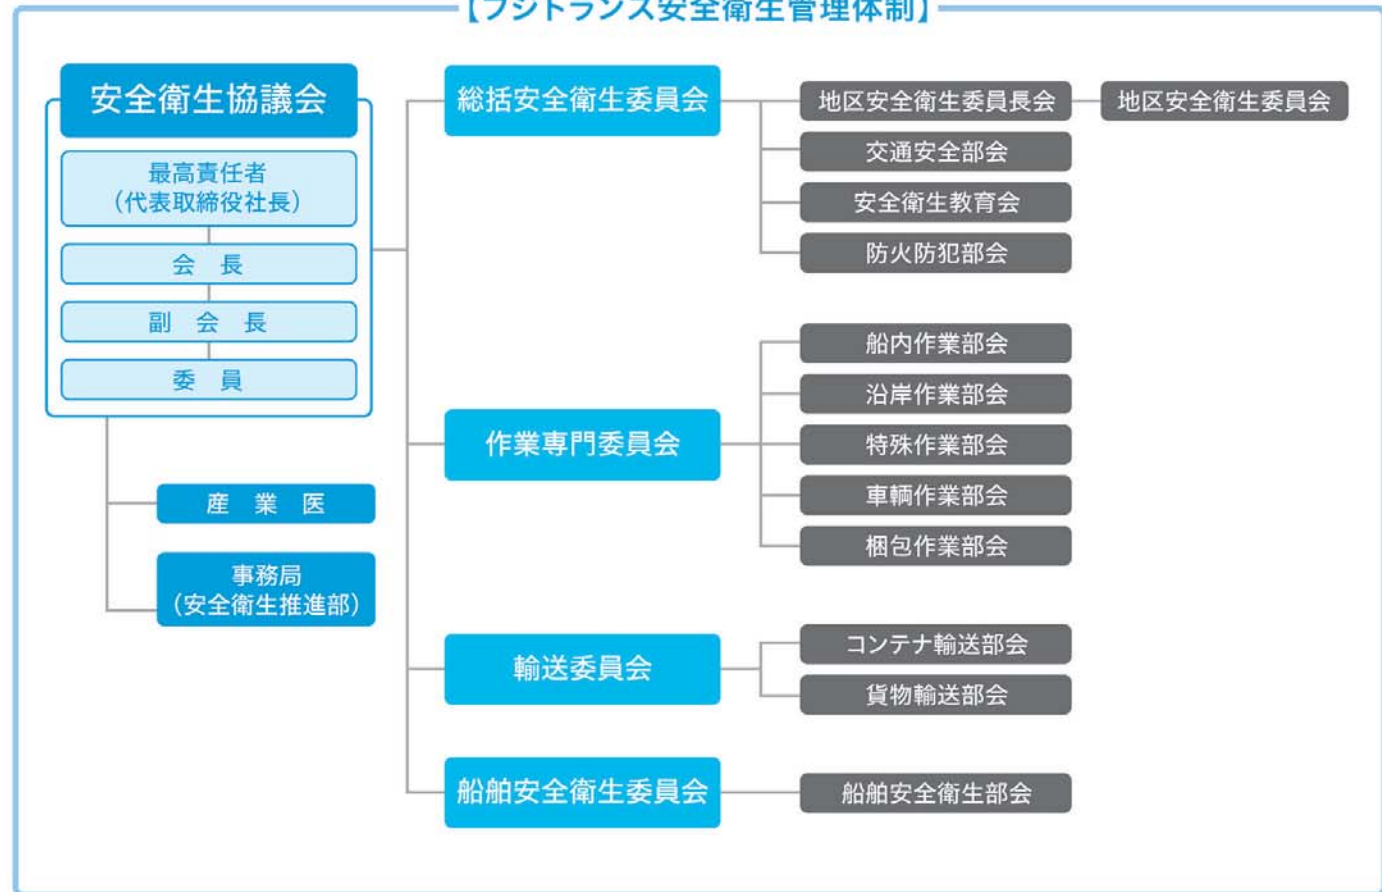 【フジトランス安全衛生管理体制】
安全衛生協議会
最高責任者
（代表取締役社長）
会 長
副 会 長
委 員
産 業 医
事務局
（安全衛生推進部）
総括安全衛生委員会
地区安全衛生委員長会
地区安全衛生委員会
交通安全部会
安全衛生教育会
防火防犯部会
作業専門委員会
船内作業部会
沿岸作業部会
特殊作業部会
車輌作業部会
梱包作業部会
輸送委員会
コンテナ輸送部会
貨物輸送部会
船舶安全衛生委員会
船舶安全衛生部会